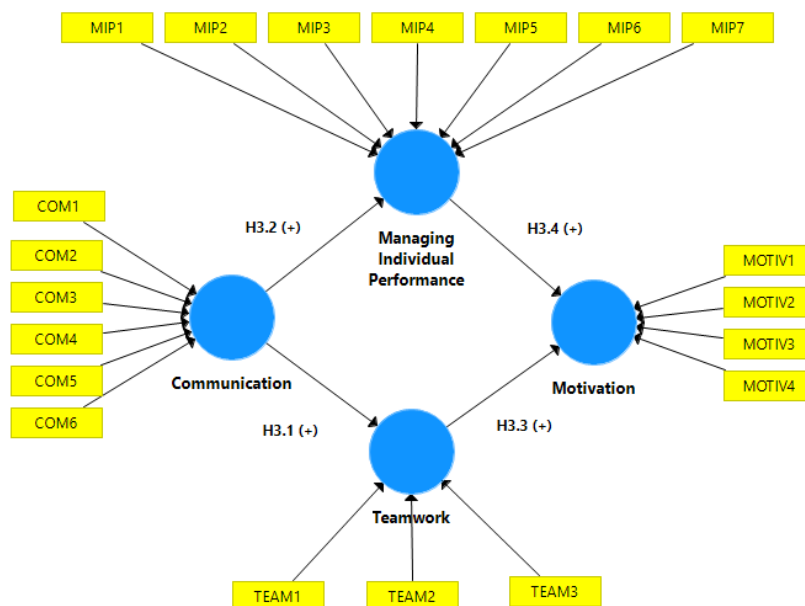 MIP1
MIP2
MIP3
MIP4
MIP5
MIP6
MIP7
COM1
COM2
COM3
COM4
COM5
COM6
H3.2 (+)
Managing
Individual
Performance
H3.4 (+)
MOTIV1
MOTIV2
MOTIV3
MOTIV4
Communication
Motivation
H3.1 (+)
H3.3 (+)
Teamwork
TEAM1
TEAM2
TEAM3